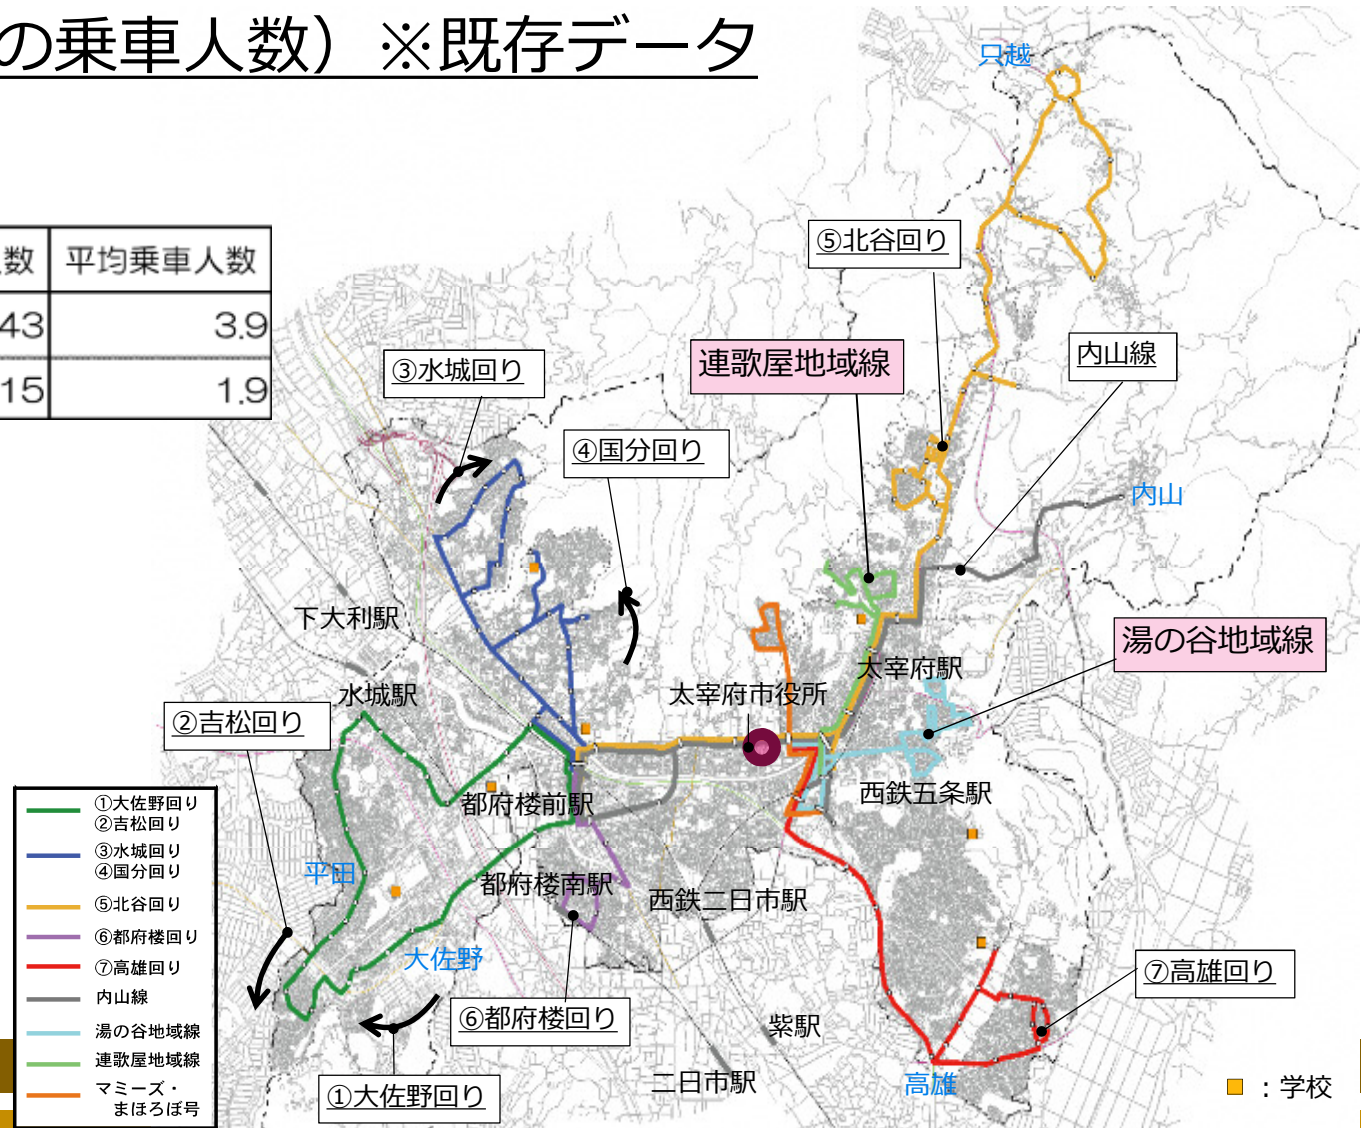 の乗車人数）※既存データ
只越
数 平均乗車人数
43 3.9
15 1.9
⑤北谷回り
連歌屋地域線
内山線
③水城回り
④国分回り
内山
下大利駅
湯の谷地域線
太宰府駅
水城駅
太宰府市役所
②吉松回り
都府楼前駅
西鉄五条駅
平田
都府楼南駅
西鉄二日市駅
大佐野
⑦高雄回り
⑥都府楼回り
紫駅
二日市駅
高雄
①大佐野回り
：学校
①大佐野回り
②吉松回り
③水城回り
④国分回り
⑤北谷回り
⑥都府楼回り
⑦高雄回り
内山線
湯の谷地域線
連歌屋地域線
マミーズ・
まほろば号